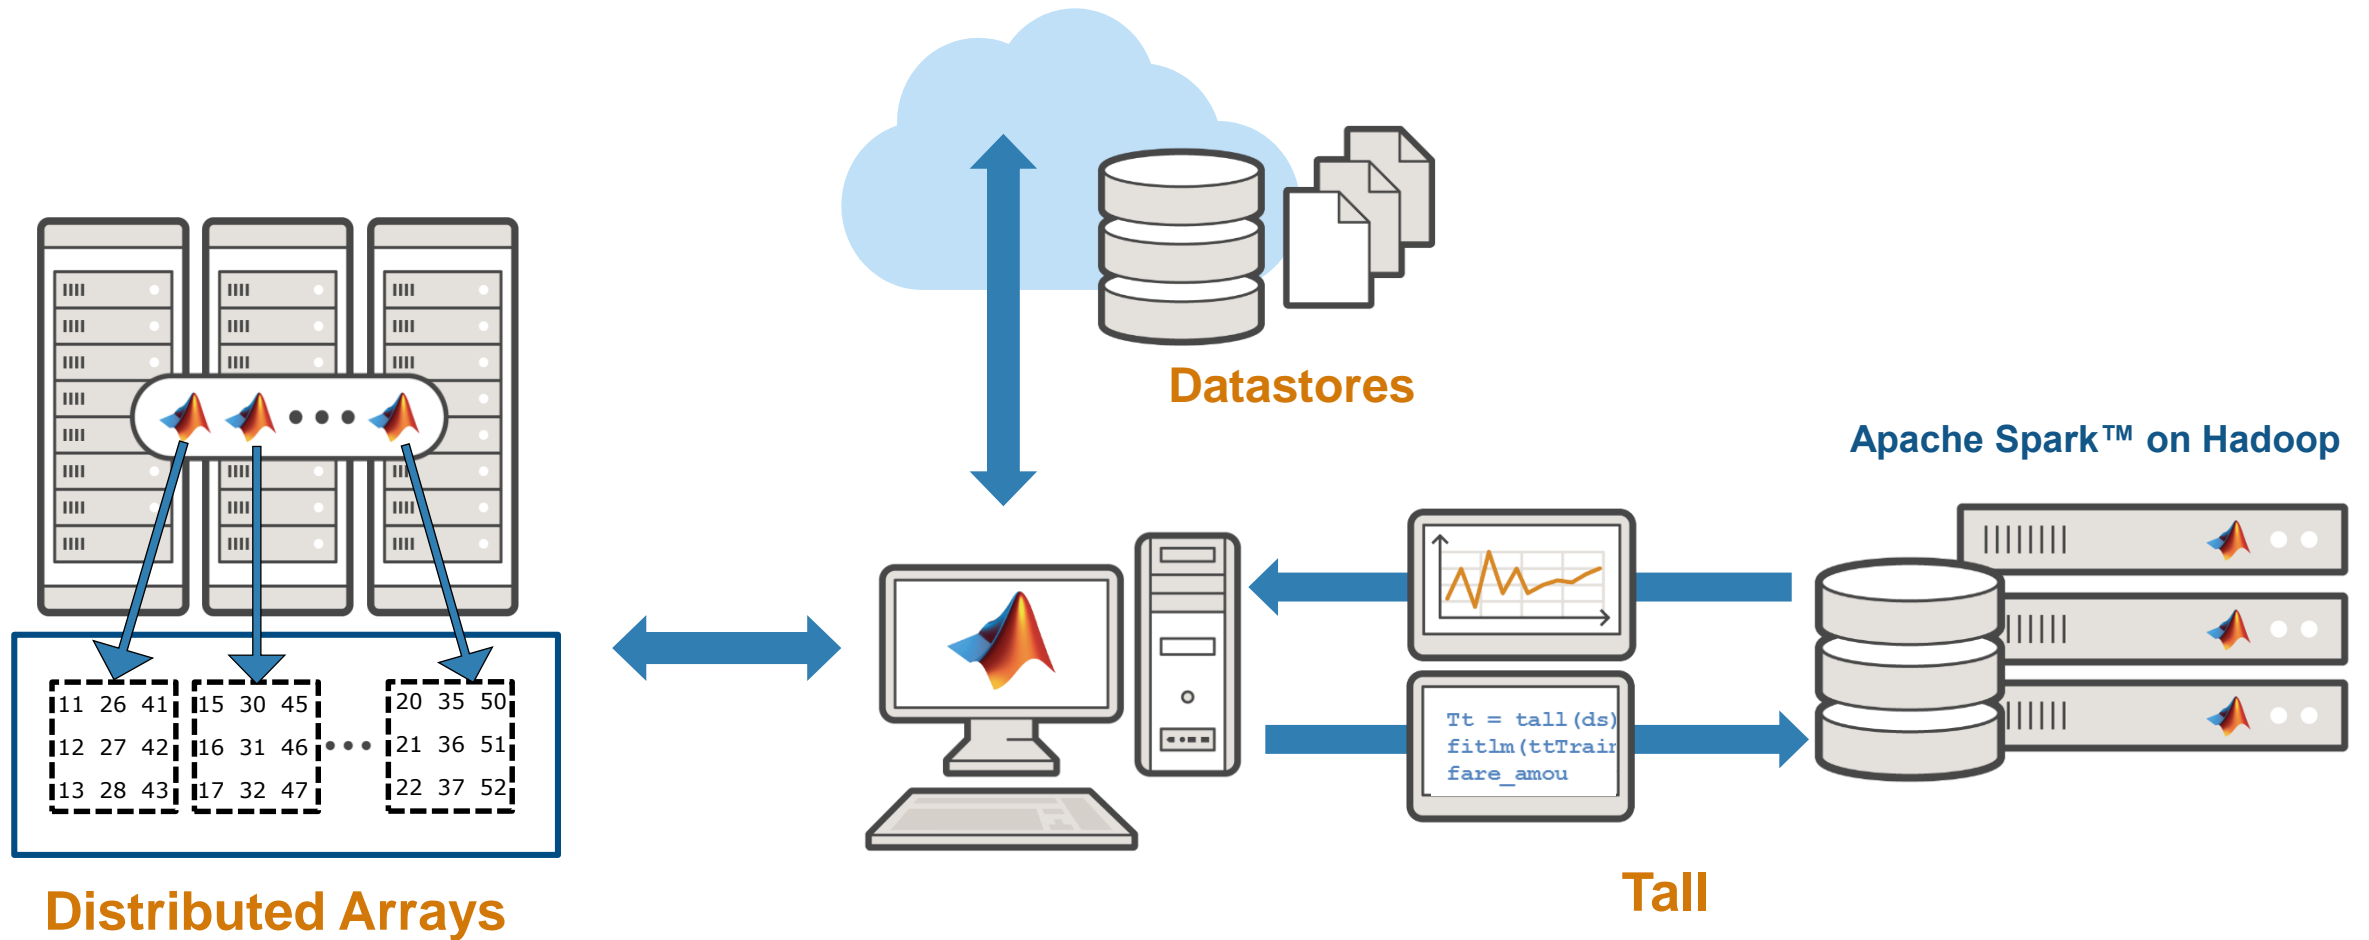 Datastores
Apache Spark™ on Hadoop
11 26 41 15 30 45 20 35 50
12 27 42 16 31 46 21 36 51
13 28 43 17 32 47 22 37 52
Tt = tall(ds)
fitlm(ttTrain
fare_amou
Tall
Distributed Arrays